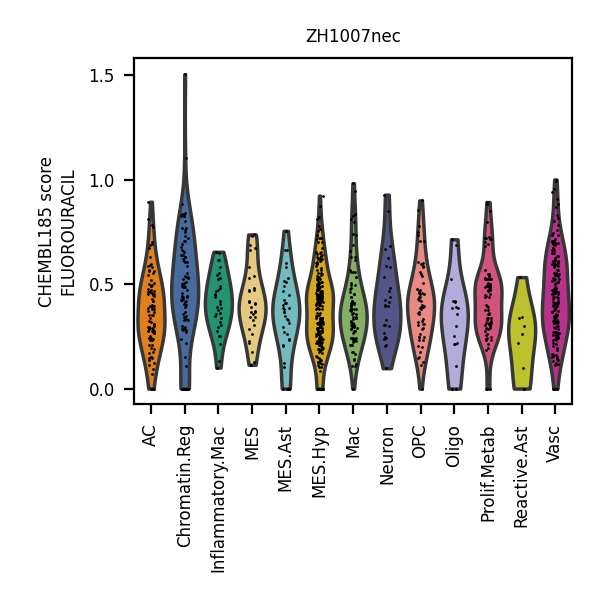 ZH1007nec
CHEMBL185 score
FLUOROURACIL
1.5
1.0
0.5
0.0
AC
Chromatin.Reg
Inflammatory.Mac
MES
MES.Ast
MES.Hyp
Mac
Neuron
OPC
Oligo
Prolif.Metab
Reactive.Ast
Vasc